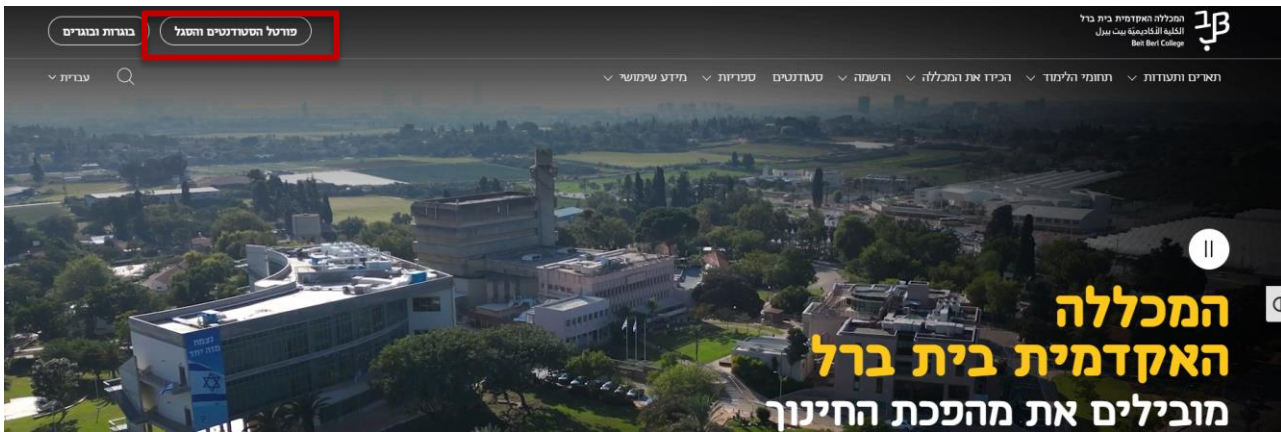 המכללה האקדמית בית ברל
الكلية الأكاديمية بيت بيرل
Beit Berl College
פורטל הסטודנטים והסגל
בוגרות ובוגרים
תארים ותעודות
תחומי הלימוד
הכירו את המכללה
הרשמה
סטודנטים
ספריות
מידע שימושי
עברית
המכללה
האקדמית בית ברל
מובילים את מהפכת החינוך